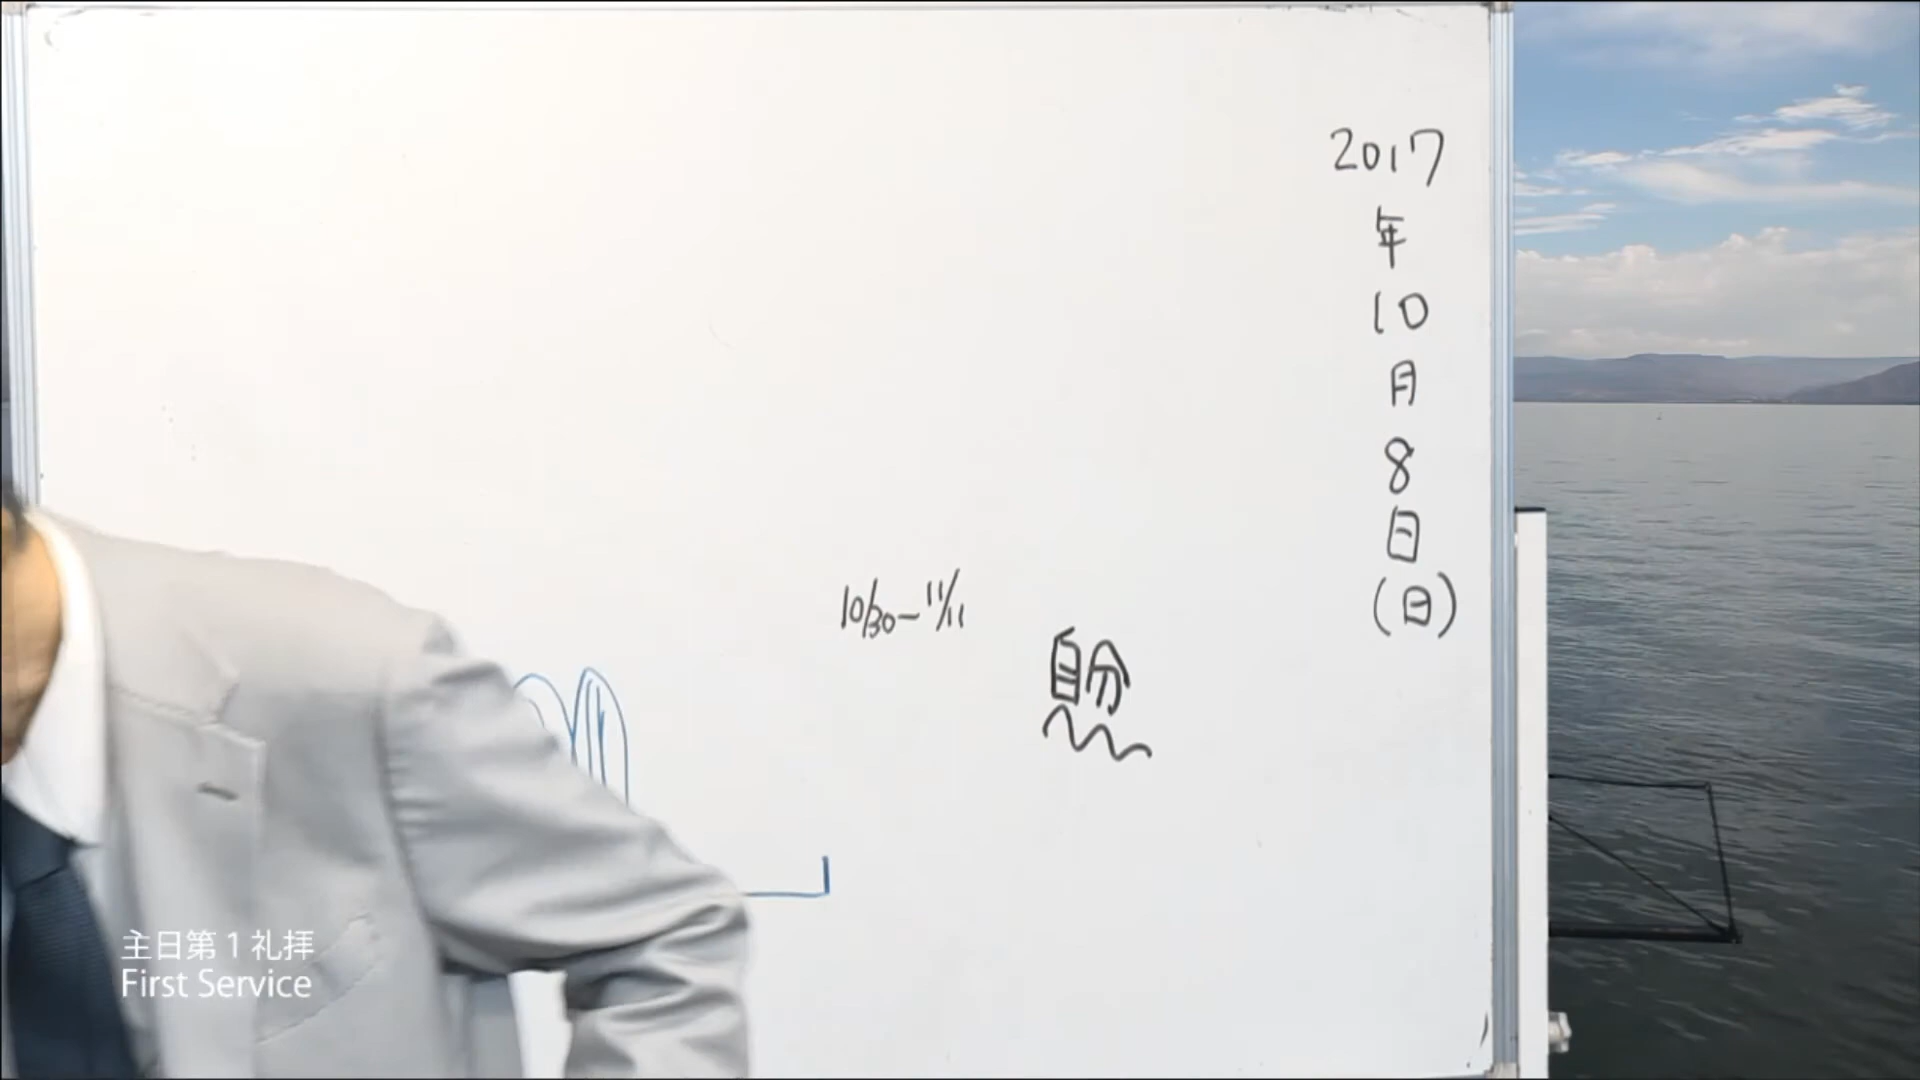 2017
年
10
月
8
日
(日)
10/30–11/11
自分
主日第1礼拝
First Service